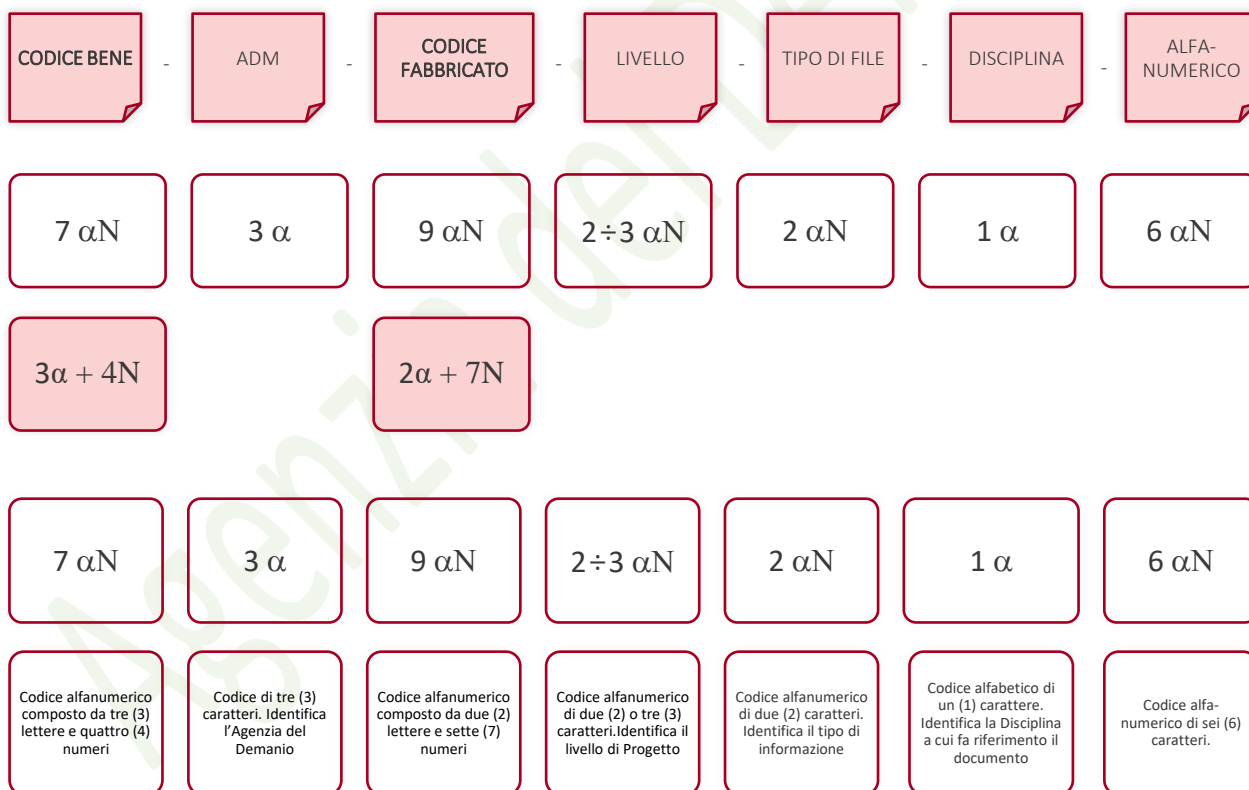 CODICE BENE - ADM - CODICE FABBRICATO - LIVELLO - TIPO DI FILE - DISCIPLINA - ALFA-NUMERICO
7 αN 3 α 9 αN 2÷3 αN 2 αN 1 α 6 αN
3α + 4N 2α + 7N
7 αN 3 α 9 αN 2÷3 αN 2 αN 1 α 6 αN
Codice alfanumerico
composto da tre (3)
lettere e quattro (4)
numeri
Codice di tre (3)
caratteri. Identifica
l'Agenzia del
Demanio
Codice alfanumerico
composto da due (2)
lettere e sette (7)
numeri
Codice alfanumerico
di due (2) o tre (3)
caratteri.Identifica il
livello di Progetto
Codice alfanumerico
di due (2) caratteri.
Identifica il tipo di
informazione
Codice alfabetico di
un (1) carattere.
Identifica la Disciplina
a cui fa riferimento il
documento
Codice alfa-
numerico di sei (6)
caratteri.
Agenzia del